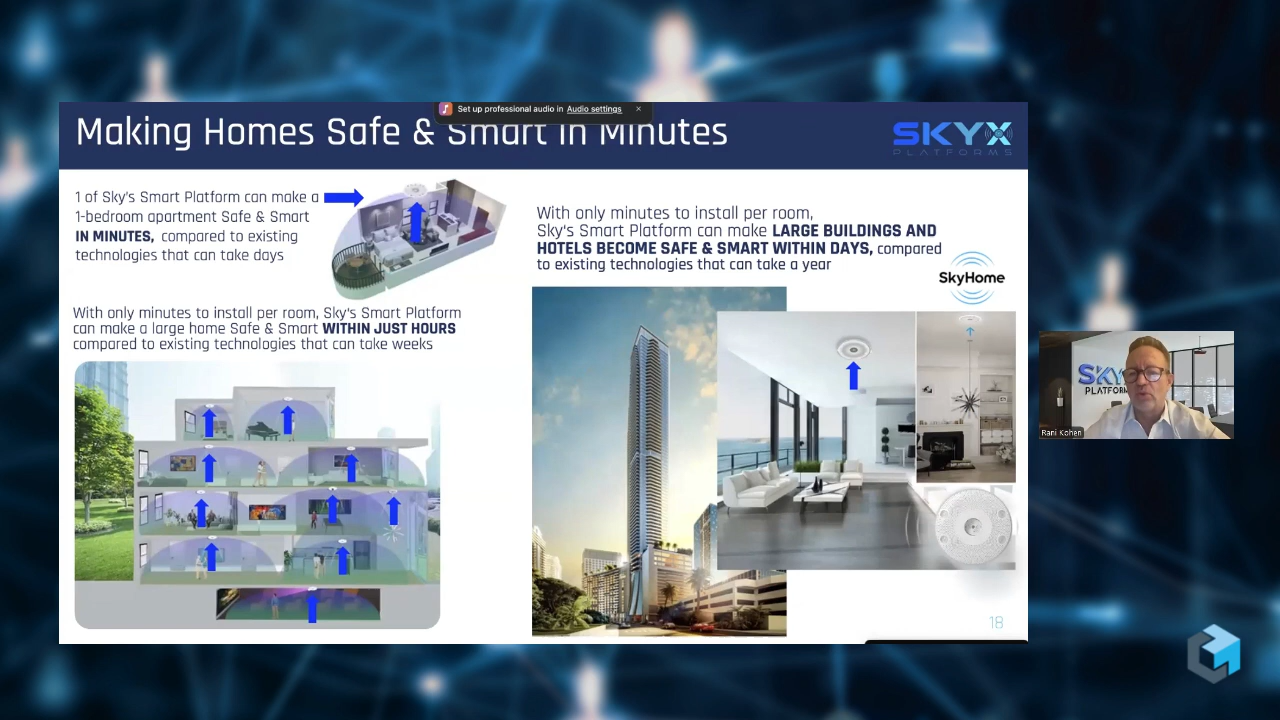 Set up professional audio in Audio settings
Making Homes Safe & Smart in Minutes
SKYX
PLATFORMS
1 of Sky's Smart Platform can make a
1-bedroom apartment Safe & Smart
IN MINUTES, compared to existing
technologies that can take days
With only minutes to install per room, Sky's Smart Platform
can make a large home Safe & Smart WITHIN JUST HOURS
compared to existing technologies that can take weeks
With only minutes to install per room,
Sky's Smart Platform can make LARGE BUILDINGS AND
HOTELS BECOME SAFE & SMART WITHIN DAYS, compared
to existing technologies that can take a year
SkyHome
18
SKY
PLATFORM
Rani Kohen